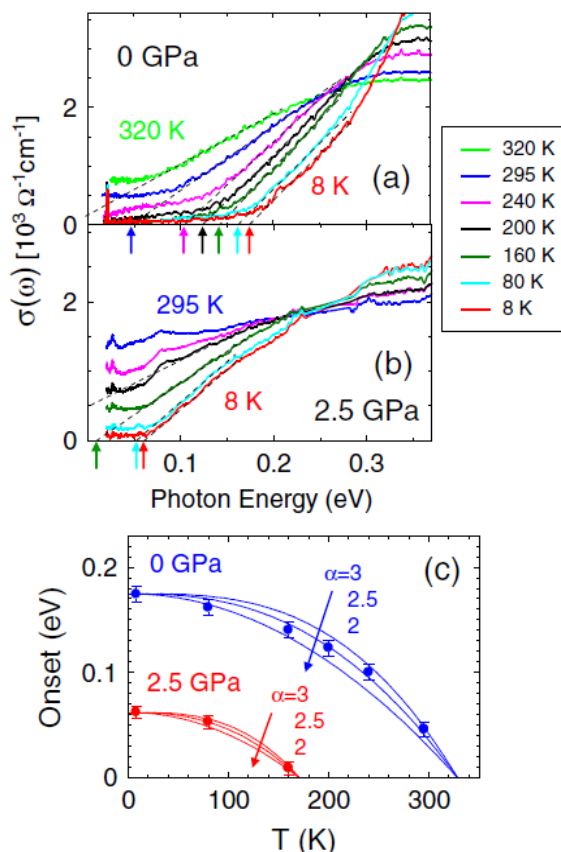 0 GPa
320 K
8 K
(a)
2
0
320 K
295 K
240 K
200 K
160 K
80 K
8 K
σ(ω) [10³ Ω⁻¹cm⁻¹]
295 K
8 K
(b)
2.5 GPa
2
0
0.1 0.2 0.3
Photon Energy (eV)
0 GPa
(c)
α=3
2.5
2
2.5 GPa
α=3
2.5
2
0.2
0.1
0
Onset (eV)
0 100 200 300
T (K)